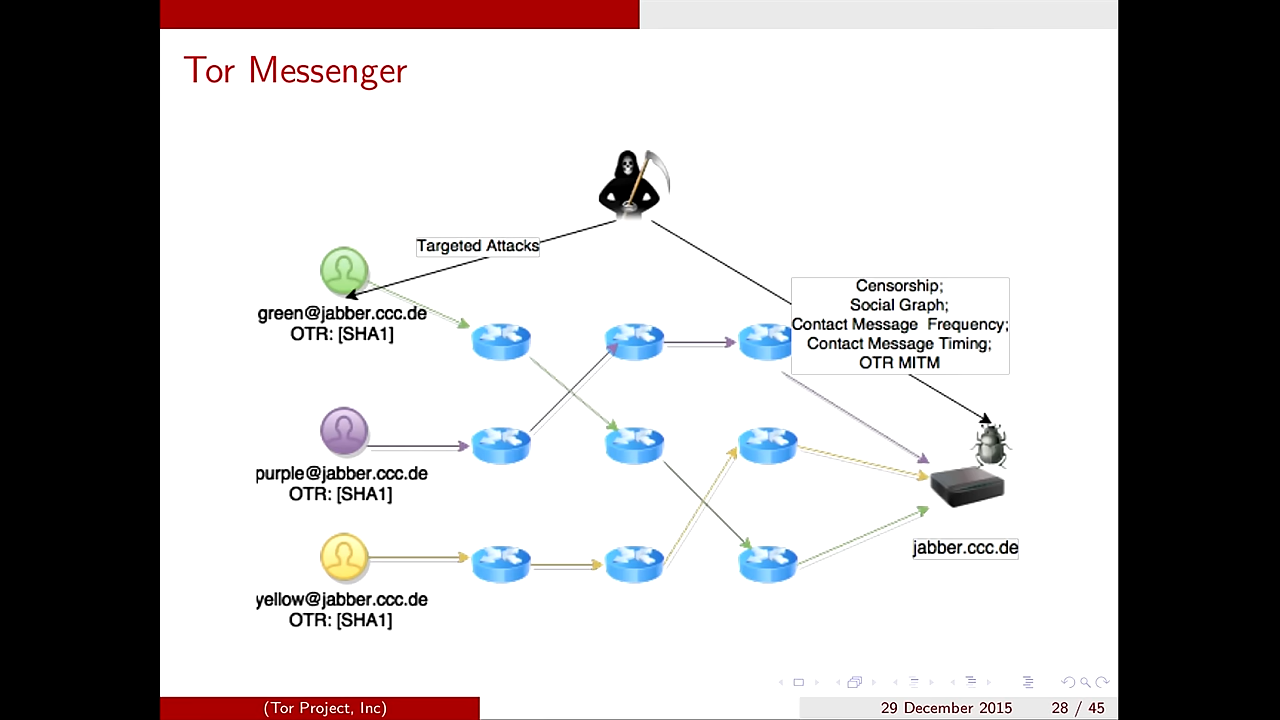 Tor Messenger
Targeted Attacks
green@jabber.ccc.de
OTR: [SHA1]
Censorship;
Social Graph;
Contact Message Frequency;
Contact Message Timing;
OTR MITM
purple@jabber.ccc.de
OTR: [SHA1]
jabber.ccc.de
yellow@jabber.ccc.de
OTR: [SHA1]
(Tor Project, Inc)
29 December 2015
28 / 45